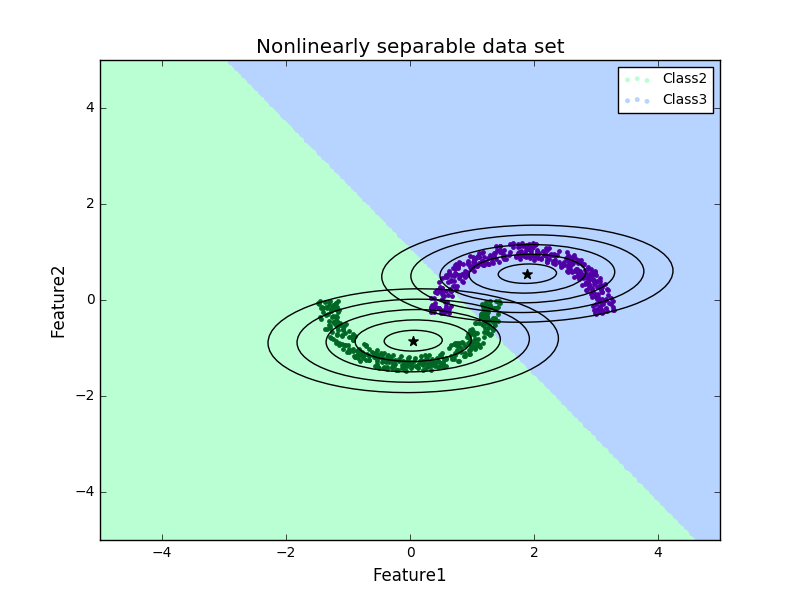 Nonlinearly separable data set
Class2
Class3
4
2
0
−2
−4
Feature2
−4 −2 0 2 4
Feature1